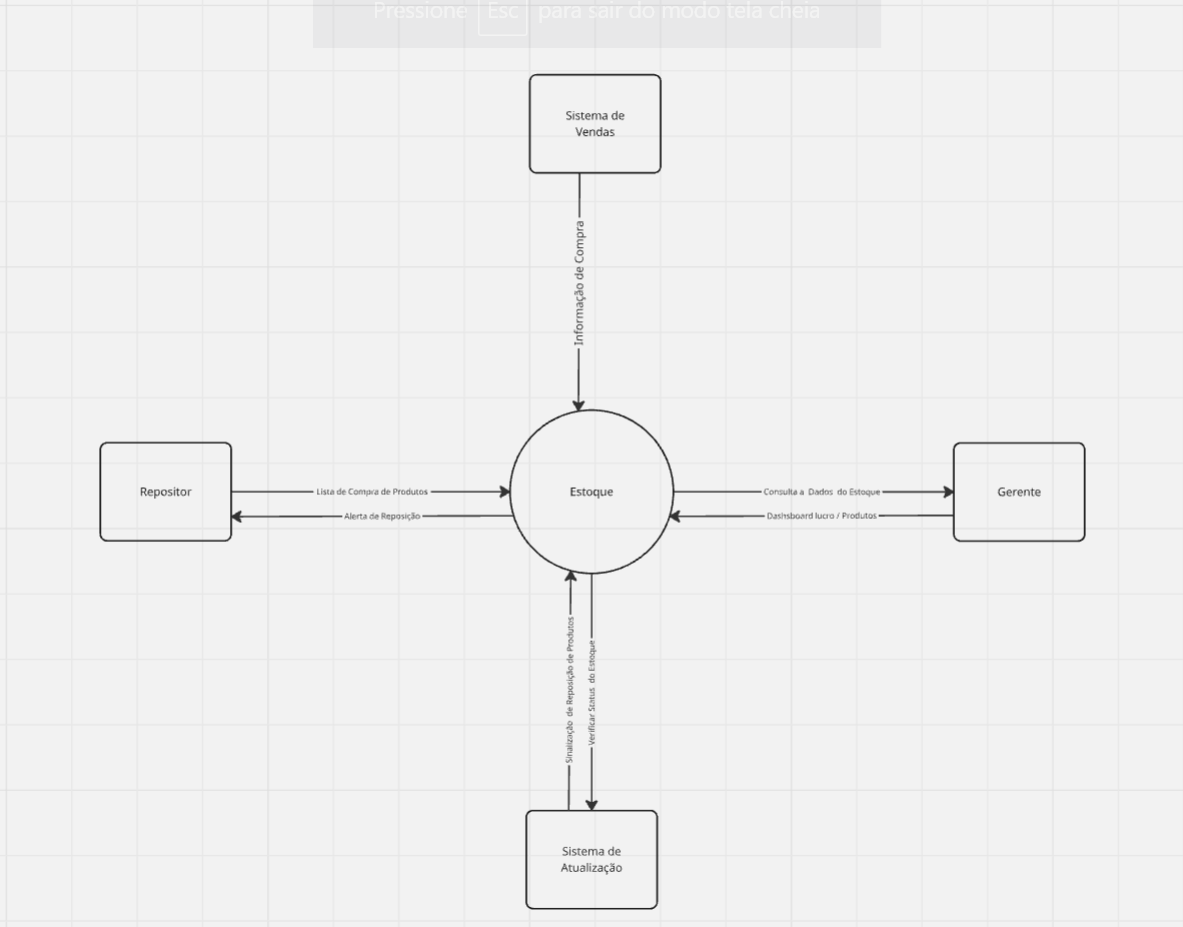 Pressione Esc para sair do modo tela cheia
Sistema de
Vendas
Informação de Compra
Repositor
Lista de Compra de Produtos
Alerta de Reposição
Estoque
Consulta a Dados do Estoque
Dashsboard lucro / Produtos
Gerente
Sinalização de Reposição de Produtos
Verificar Status do Estoque
Sistema de
Atualização